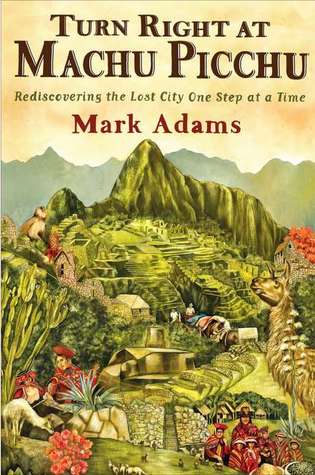 TURN RIGHT AT
MACHU PICCHU
Rediscovering the Lost City One Step at a Time
Mark Adams